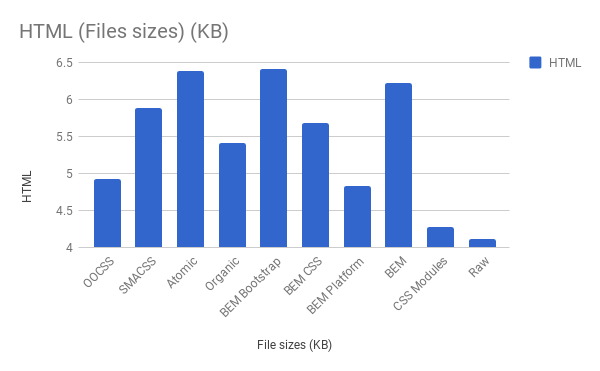 HTML (Files sizes) (KB)
HTML
6.5
6
5.5
5
4.5
4
HTML
OOCSS
SMACSS
Atomic
Organic
BEM Bootstrap
BEM CSS
BEM Platform
BEM
CSS Modules
Raw
File sizes (KB)